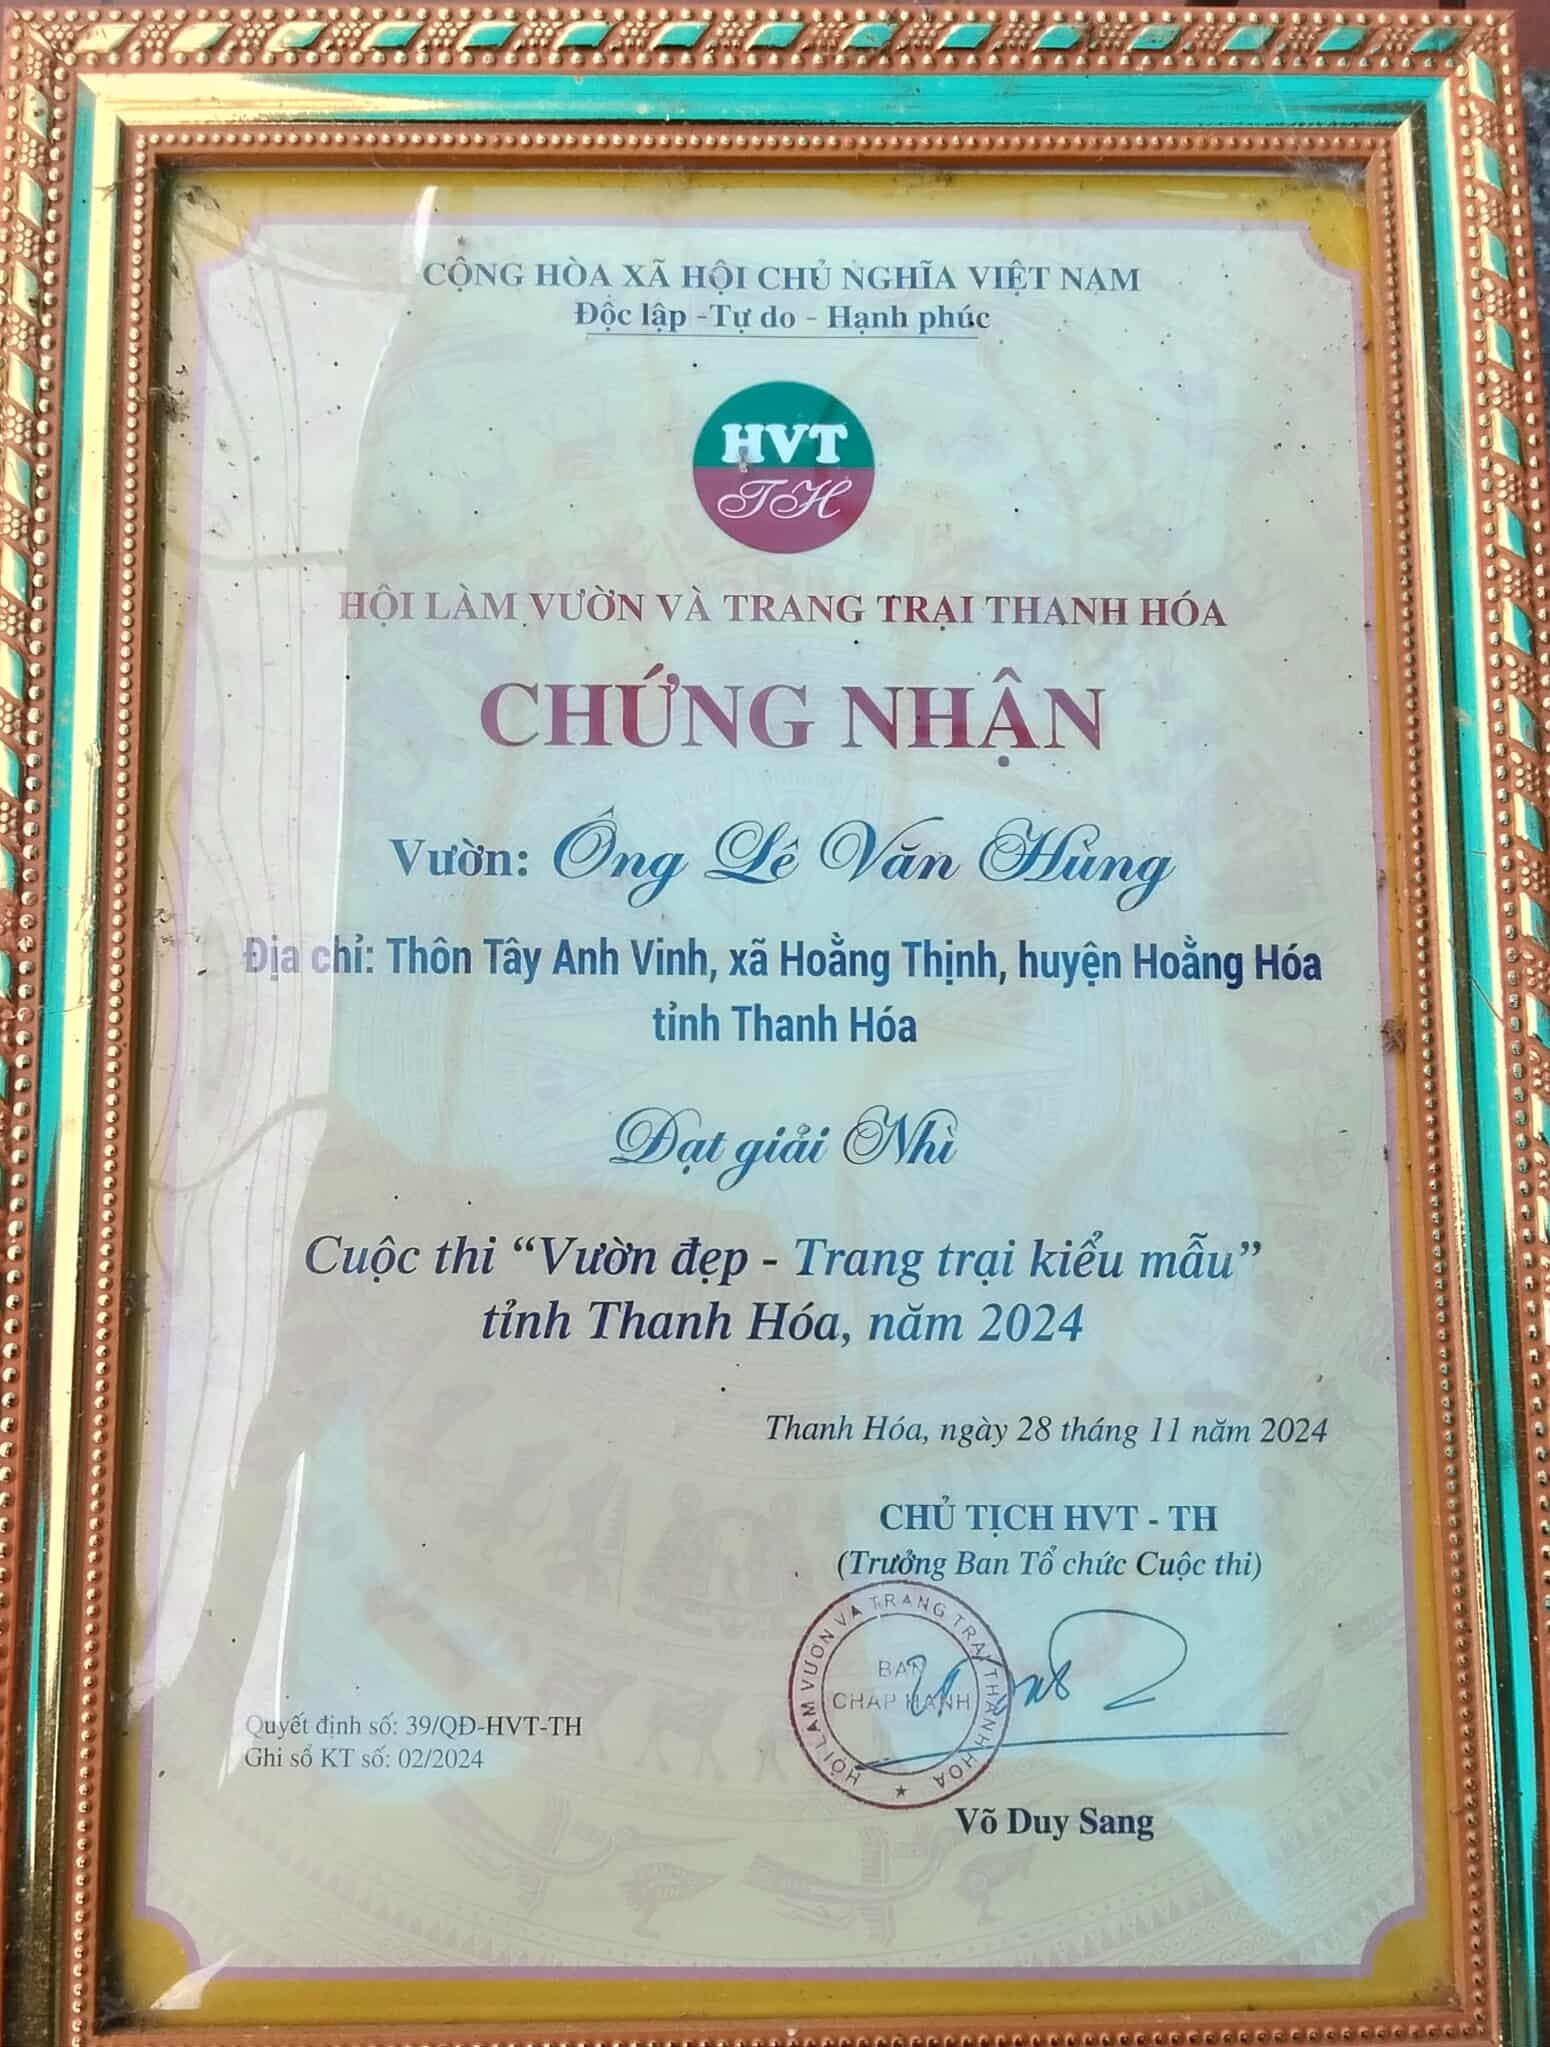 CỘNG HÒA XÃ HỘI CHỦ NGHĨA VIỆT NAM
Độc lập -Tự do - Hạnh phúc
HVT
TH
HỘI LÀM VƯỜN VÀ TRANG TRẠI THANH HÓA
CHỨNG NHẬN
Vườn: Ông Lê Văn Hùng
Địa chỉ: Thôn Tây Anh Vinh, xã Hoằng Thịnh, huyện Hoằng Hóa
tỉnh Thanh Hóa
Đạt giải Nhì
Cuộc thi “Vườn đẹp - Trang trại kiểu mẫu”
tỉnh Thanh Hóa, năm 2024
Thanh Hóa, ngày 28 tháng 11 năm 2024
CHỦ TỊCH HVT - TH
(Trưởng Ban Tổ chức Cuộc thi)
HỘI LÀM VƯỜN VÀ TRANG TRẠI THANH HÓA
BAN
CHẤP HÀNH
Quyết định số: 39/QĐ-HVT-TH
Ghi sổ KT số: 02/2024
Võ Duy Sang